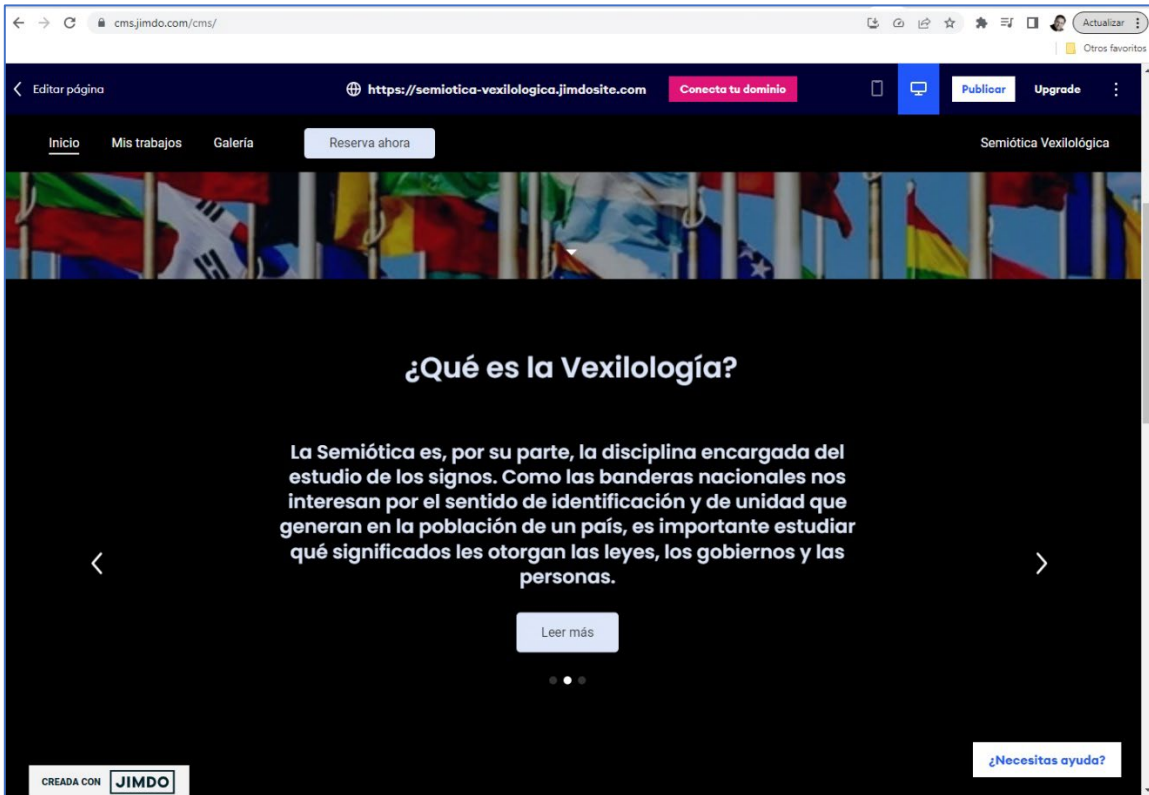 cms.jimdo.com/cms/
Actualizar
Otros favoritos
Editar página
https://semiotica-vexilologica.jimdosite.com
Conecta tu dominio
Publicar
Upgrade
Inicio
Mis trabajos
Galería
Reserva ahora
Semiótica Vexilológica
¿Qué es la Vexilología?
La Semiótica es, por su parte, la disciplina encargada del
estudio de los signos. Como las banderas nacionales nos
interesan por el sentido de identificación y de unidad que
generan en la población de un país, es importante estudiar
qué significados les otorgan las leyes, los gobiernos y las
personas.
Leer más
¿Necesitas ayuda?
CREADA CON JIMDO